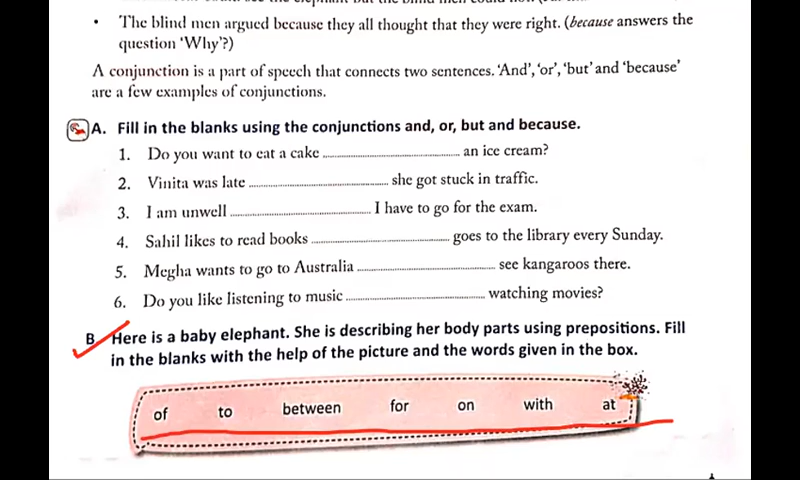 • The blind men argued because they all thought that they were right. (because answers the
question ‘Why’?)
A conjunction is a part of speech that connects two sentences. ‘And’, ‘or’, ‘but’ and ‘because’
are a few examples of conjunctions.
A. Fill in the blanks using the conjunctions and, or, but and because.
1. Do you want to eat a cake ........................ an ice cream?
2. Vinita was late ........................ she got stuck in traffic.
3. I am unwell ........................ I have to go for the exam.
4. Sahil likes to read books ........................ goes to the library every Sunday.
5. Megha wants to go to Australia ........................ see kangaroos there.
6. Do you like listening to music ........................ watching movies?
B Here is a baby elephant. She is describing her body parts using prepositions. Fill
in the blanks with the help of the picture and the words given in the box.
of to between for on with at